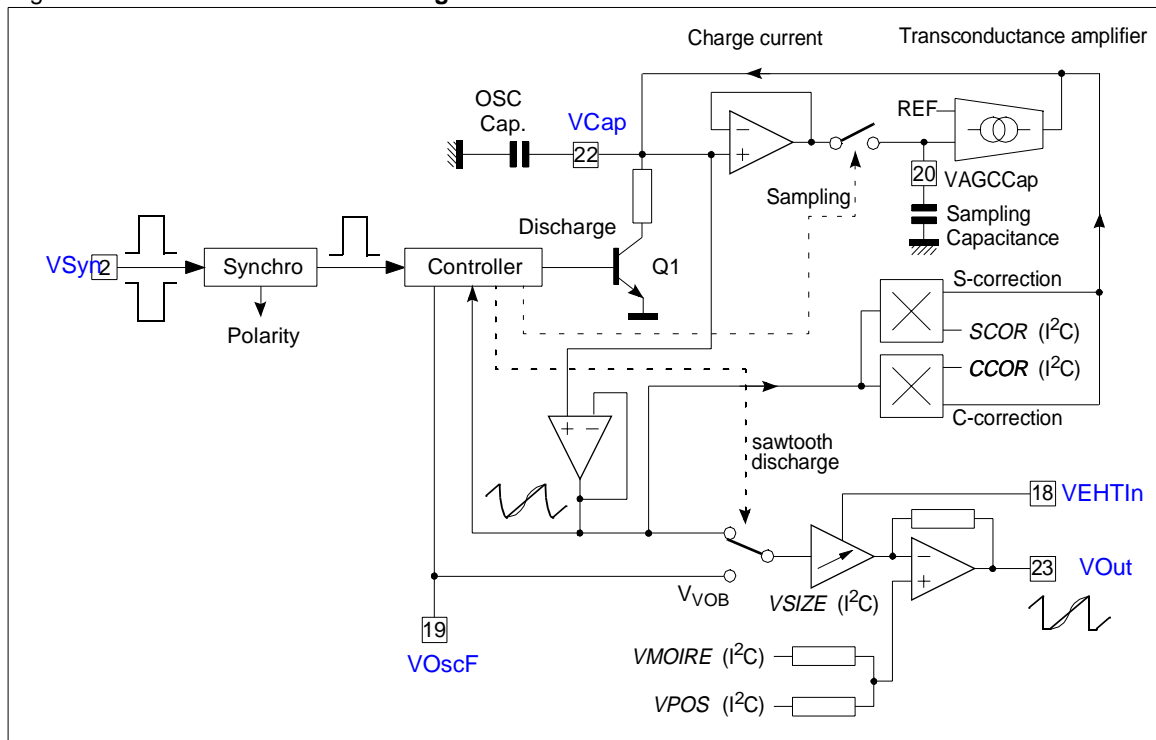 Charge current
Transconductance amplifier
OSC
Cap.
VCap
REF
22
20
VAGCCap
Sampling
Sampling
Capacitance
Discharge
VSyn
2
Synchro
Controller
Q1
Polarity
S-correction
SCOR (I²C)
CCOR (I²C)
C-correction
sawtooth
discharge
18
VEHTIn
23
VOut
V_VOB
VSIZE (I²C)
19
VOscF
VMOIRE (I²C)
VPOS (I²C)